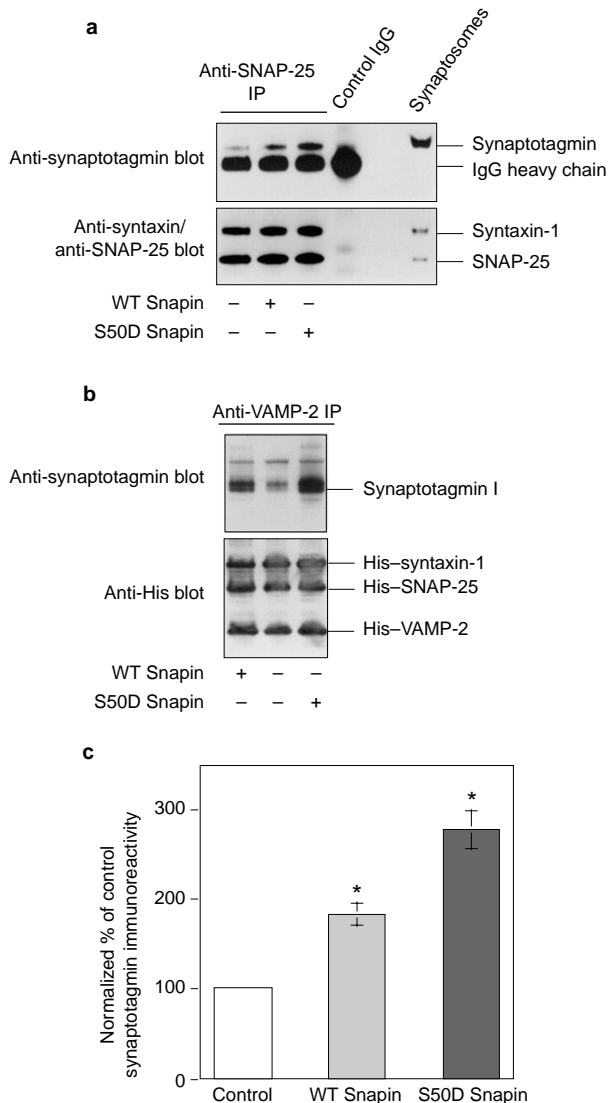 a
Anti-SNAP-25
IP
Control IgG
Synaptosomes
Anti-synaptotagmin blot
Synaptotagmin
IgG heavy chain
Anti-syntaxin/
anti-SNAP-25 blot
Syntaxin-1
SNAP-25
WT Snapin – + –
S50D Snapin – – +
b
Anti-VAMP-2 IP
Anti-synaptotagmin blot
Synaptotagmin I
Anti-His blot
His–syntaxin-1
His–SNAP-25
His–VAMP-2
WT Snapin + – –
S50D Snapin – – +
c
Normalized % of control
synaptotagmin immunoreactivity
300
200
100
0
*
*
Control WT Snapin S50D Snapin